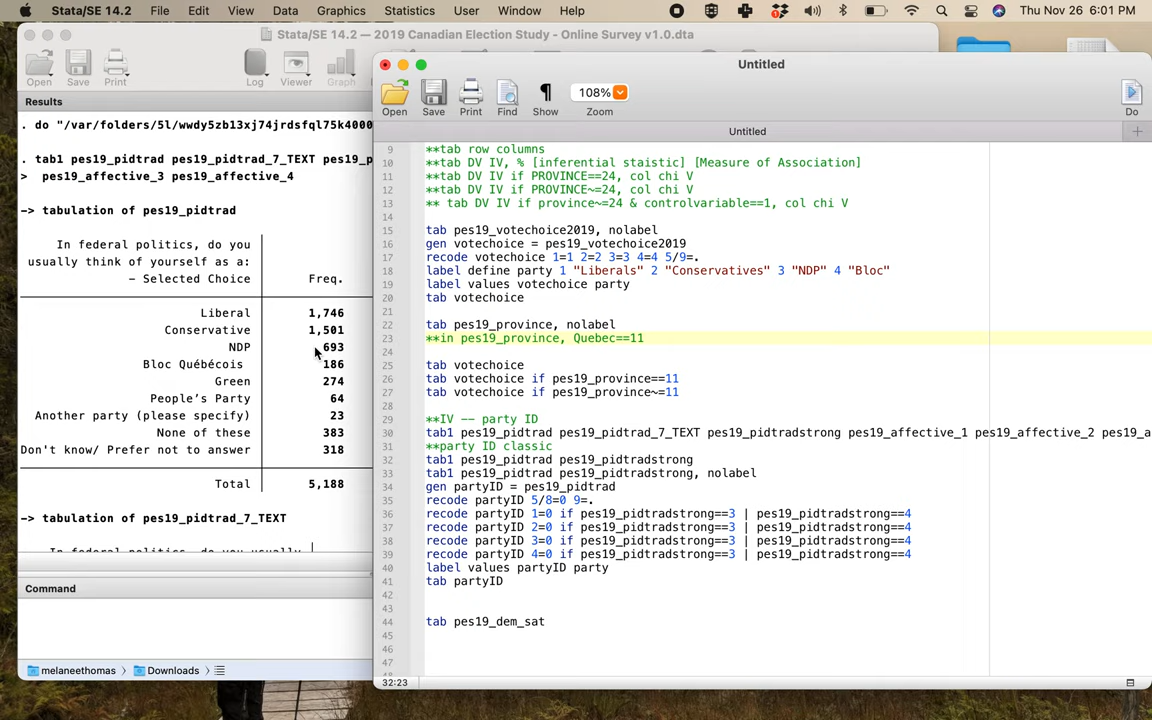 Stata/SE 14.2 File Edit View Data Graphics Statistics User Window Help Thu Nov 26 6:01 PM
Stata/SE 14.2 — 2019 Canadian Election Study - Online Survey v1.0.dta
Open Save Print Log Viewer Graph
Results
. do "/var/folders/5l/wwdy5zb13xj74jrdsfql75k4000
. tab1 pes19_pidtrad pes19_pidtrad_7_TEXT pes19_p
> pes19_affective_3 pes19_affective_4
-> tabulation of pes19_pidtrad
In federal politics, do you
usually think of yourself as a:
- Selected Choice Freq.
Liberal 1,746
Conservative 1,501
NDP 693
Bloc Québécois 186
Green 274
People's Party 64
Another party (please specify) 23
None of these 383
Don't know/ Prefer not to answer 318
Total 5,188
-> tabulation of pes19_pidtrad_7_TEXT
In federal politics, do you usually
Command
melaneethomas > Downloads >
Untitled
Open Save Print Find Show 108% Zoom Do
Untitled
9 **tab row columns
10 **tab DV IV, % [inferential staistic] [Measure of Association]
11 **tab DV IV if PROVINCE==24, col chi V
12 **tab DV IV if PROVINCE~=24, col chi V
13 ** tab DV IV if province~=24 & controlvariable==1, col chi V
14
15 tab pes19_votechoice2019, nolabel
16 gen votechoice = pes19_votechoice2019
17 recode votechoice 1=1 2=2 3=3 4=4 5/9=.
18 label define party 1 "Liberals" 2 "Conservatives" 3 "NDP" 4 "Bloc"
19 label values votechoice party
20 tab votechoice
21
22 tab pes19_province, nolabel
23 **in pes19_province, Quebec==11
24
25 tab votechoice
26 tab votechoice if pes19_province==11
27 tab votechoice if pes19_province~=11
28
29 **IV -- party ID
30 tab1 pes19_pidtrad pes19_pidtrad_7_TEXT pes19_pidtradstrong pes19_affective_1 pes19_affective_2 pes19_a
31 **party ID classic
32 tab1 pes19_pidtrad pes19_pidtradstrong
33 tab1 pes19_pidtrad pes19_pidtradstrong, nolabel
34 gen partyID = pes19_pidtrad
35 recode partyID 5/8=0 9=.
36 recode partyID 1=0 if pes19_pidtradstrong==3 | pes19_pidtradstrong==4
37 recode partyID 2=0 if pes19_pidtradstrong==3 | pes19_pidtradstrong==4
38 recode partyID 3=0 if pes19_pidtradstrong==3 | pes19_pidtradstrong==4
39 recode partyID 4=0 if pes19_pidtradstrong==3 | pes19_pidtradstrong==4
40 label values partyID party
41 tab partyID
42
43
44 tab pes19_dem_sat
45
46
47
32:23